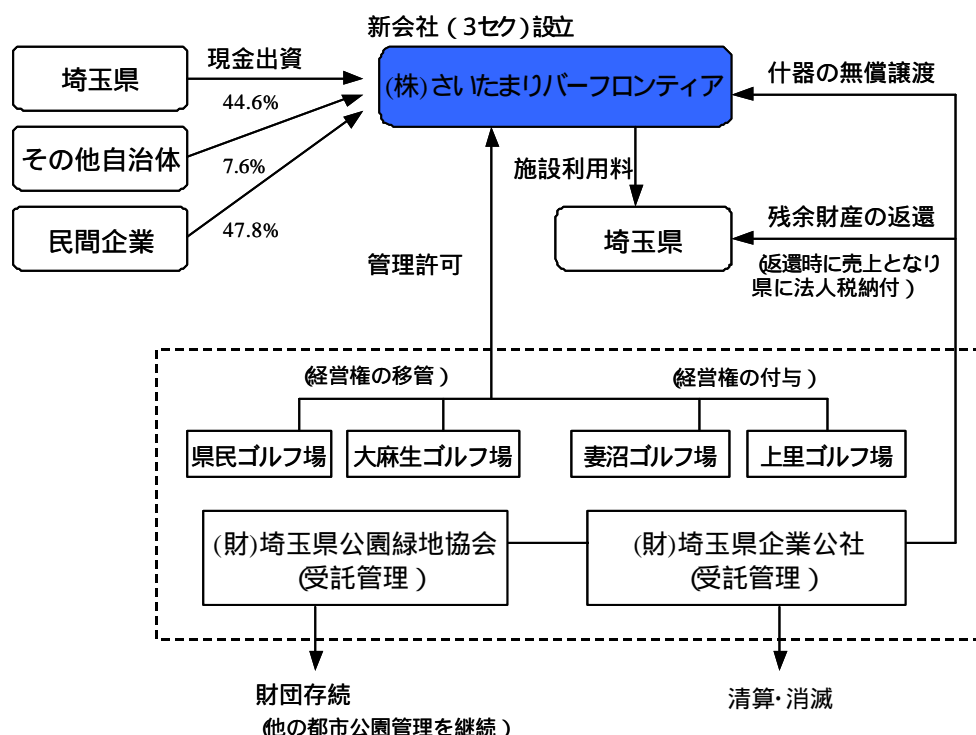 新会社（３セク）設立
埼玉県
現金出資
(株)さいたまリバーフロンティア
什器の無償譲渡
44.6%
その他自治体
7.6%
施設利用料
民間企業
47.8%
埼玉県
残余財産の返還
(返還時に売上となり
県に法人税納付）
管理許可
(経営権の移管）
(経営権の付与）
県民ゴルフ場
大麻生ゴルフ場
妻沼ゴルフ場
上里ゴルフ場
(財)埼玉県公園緑地協会
(受託管理）
(財)埼玉県企業公社
(受託管理）
財団存続
(他の都市公園管理を継続）
清算・消滅